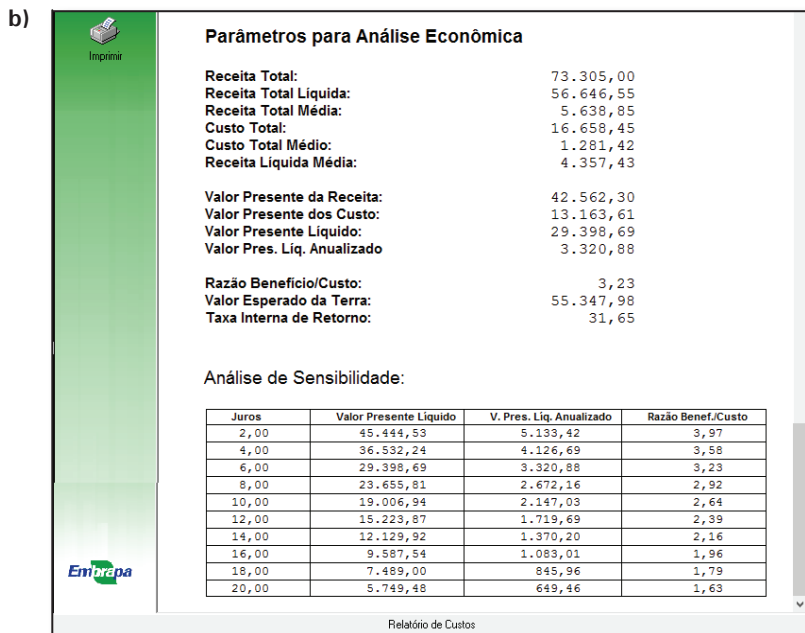 b)
Imprimir
Parâmetros para Análise Econômica
Receita Total: 73.305,00
Receita Total Líquida: 56.646,55
Receita Total Média: 5.638,85
Custo Total: 16.658,45
Custo Total Médio: 1.281,42
Receita Líquida Média: 4.357,43
Valor Presente da Receita: 42.562,30
Valor Presente dos Custo: 13.163,61
Valor Presente Líquido: 29.398,69
Valor Pres. Líq. Anualizado 3.320,88
Razão Benefício/Custo: 3,23
Valor Esperado da Terra: 55.347,98
Taxa Interna de Retorno: 31,65
Análise de Sensibilidade:
Juros Valor Presente Líquido V. Pres. Líq. Anualizado Razão Benef./Custo
2,00 45.444,53 5.133,42 3,97
4,00 36.532,24 4.126,69 3,58
6,00 29.398,69 3.320,88 3,23
8,00 23.655,81 2.672,16 2,92
10,00 19.006,94 2.147,03 2,64
12,00 15.223,87 1.719,69 2,39
14,00 12.129,92 1.370,20 2,16
16,00 9.587,54 1.083,01 1,96
18,00 7.489,00 845,96 1,79
20,00 5.749,48 649,46 1,63
Embrapa
Relatório de Custos